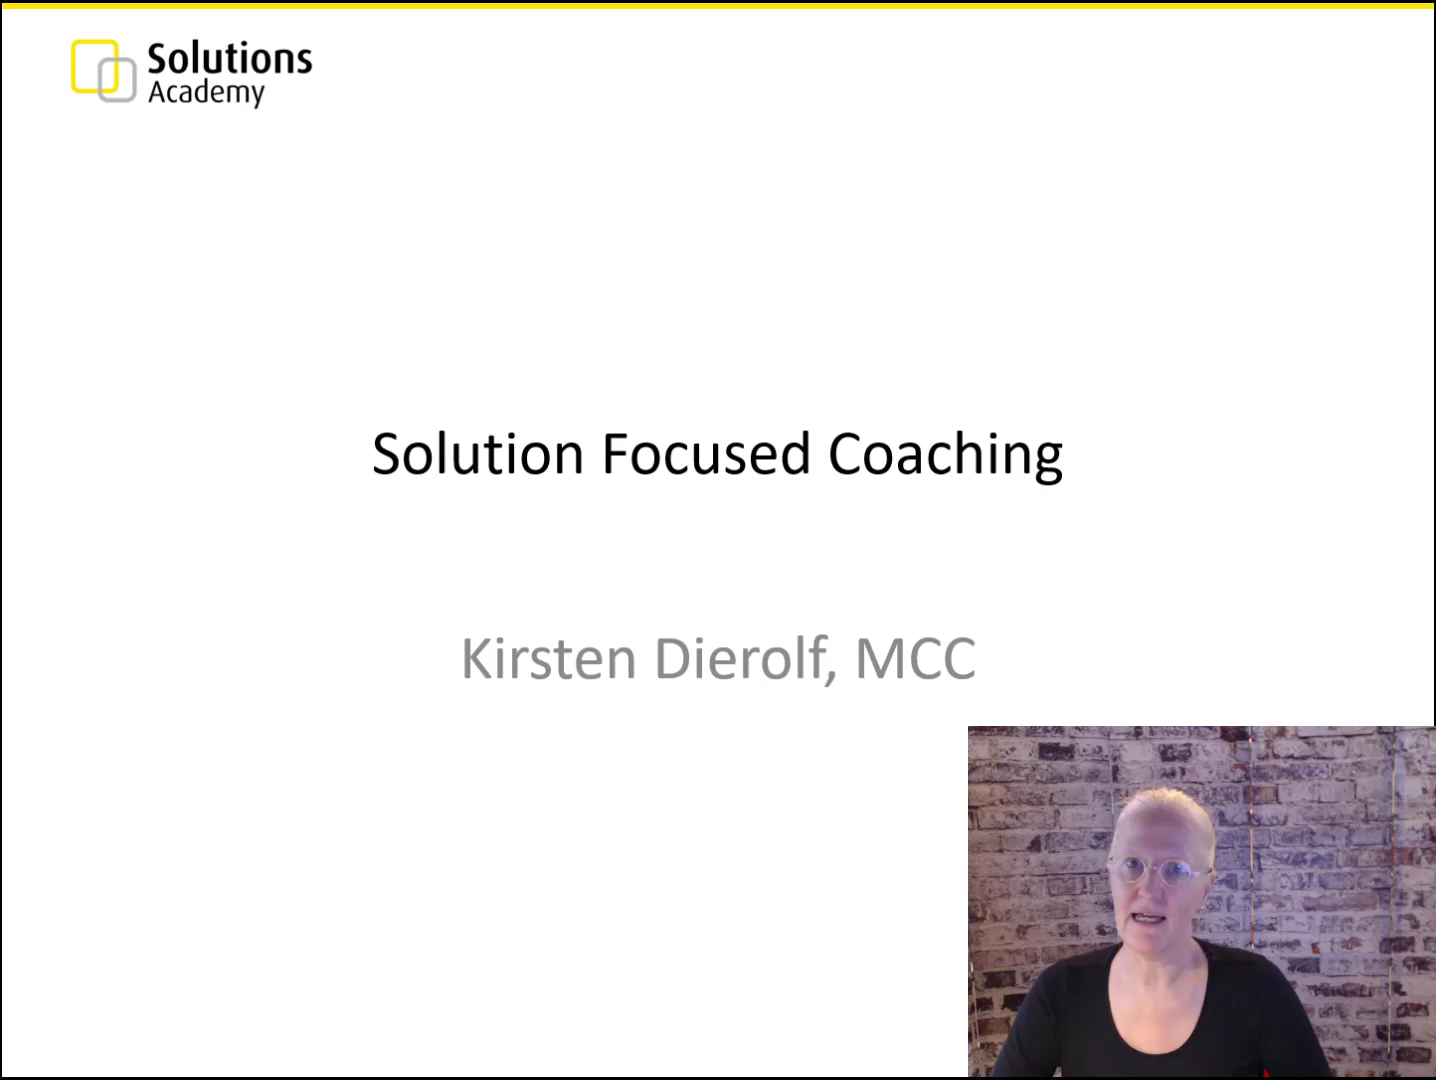 Solutions
Academy
Solution Focused Coaching
Kirsten Dierolf, MCC